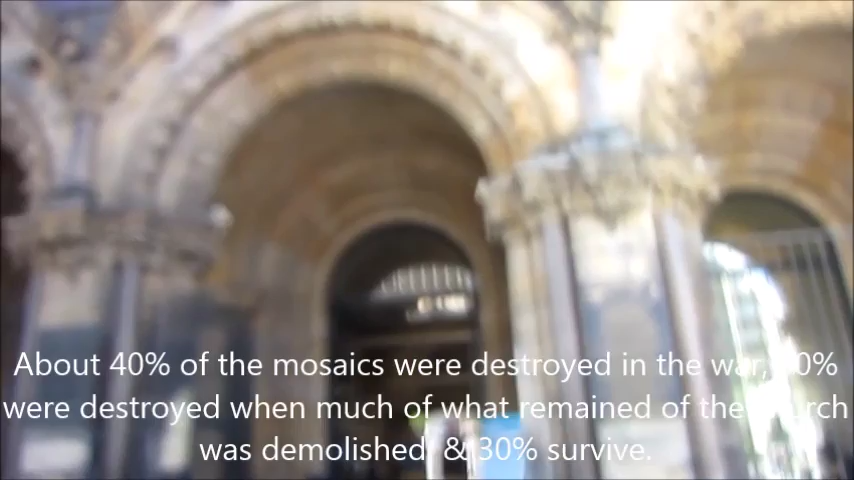 About 40% of the mosaics were destroyed in the war,
were destroyed when much of what remained of the church
was demolished, & 30% survive.